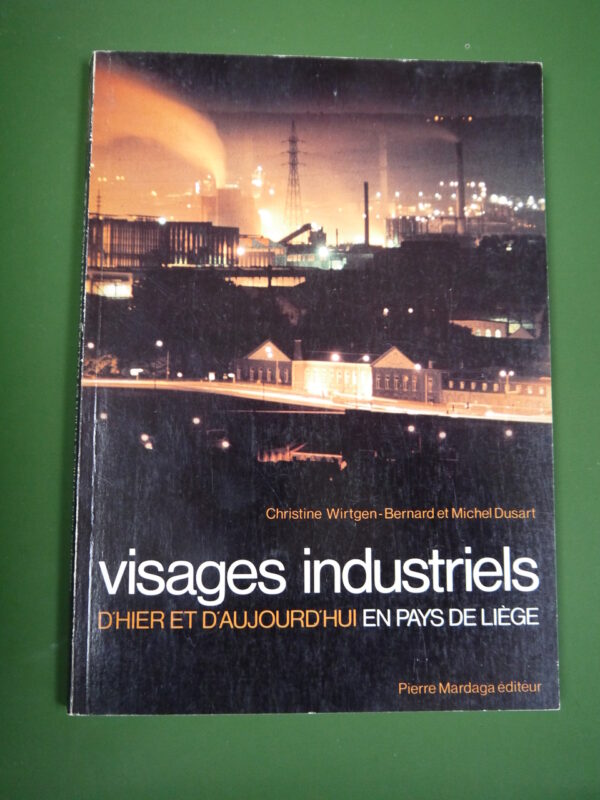 Christine Wirtgen-Bernard et Michel Dusart
visages industriels
D'HIER ET D'AUJOURD'HUI EN PAYS DE LIÈGE
Pierre Mardaga éditeur